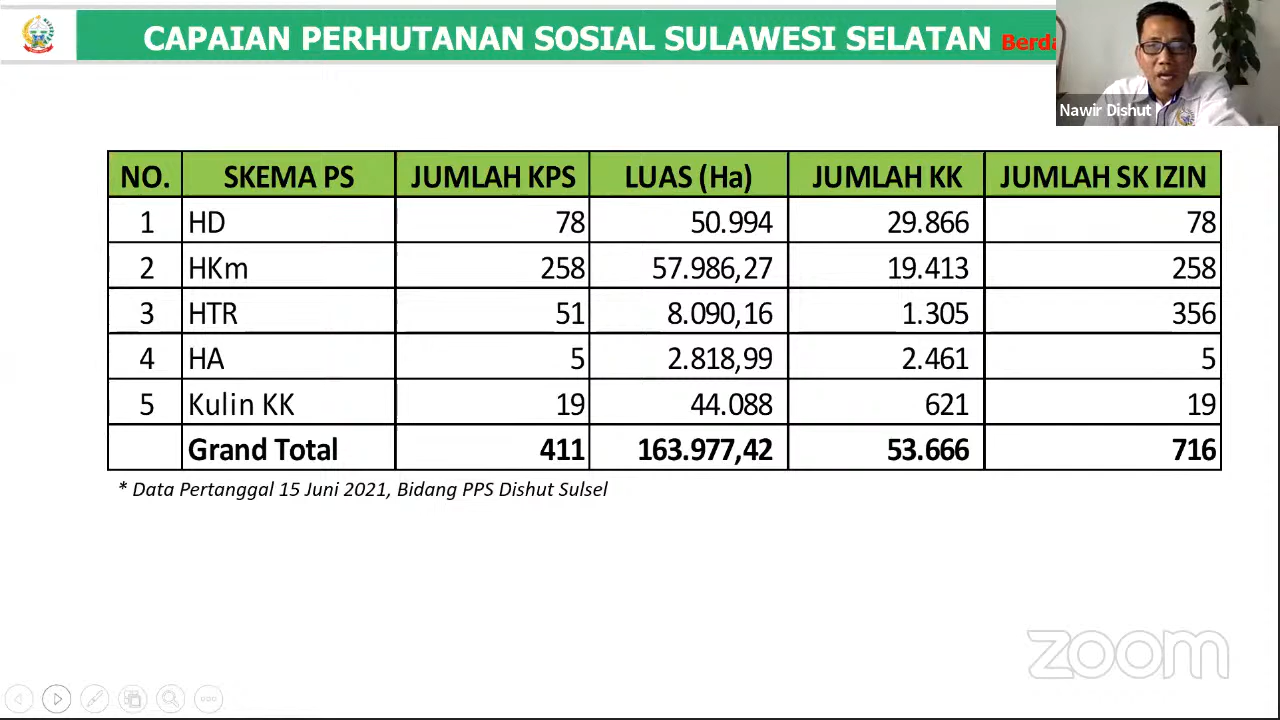 CAPAIAN PERHUTANAN SOSIAL SULAWESI SELATAN
Nawir Dishut
NO. SKEMA PS JUMLAH KPS LUAS (Ha) JUMLAH KK JUMLAH SK IZIN
1 HD 78 50.994 29.866 78
2 HKm 258 57.986,27 19.413 258
3 HTR 51 8.090,16 1.305 356
4 HA 5 2.818,99 2.461 5
5 Kulin KK 19 44.088 621 19
Grand Total 411 163.977,42 53.666 716
* Data Pertanggal 15 Juni 2021, Bidang PPS Dishut Sulsel
zoom